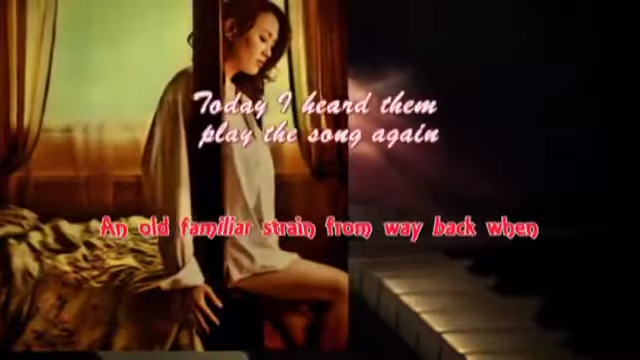 Today I heard them
play the song again
An old familiar strain from way back when